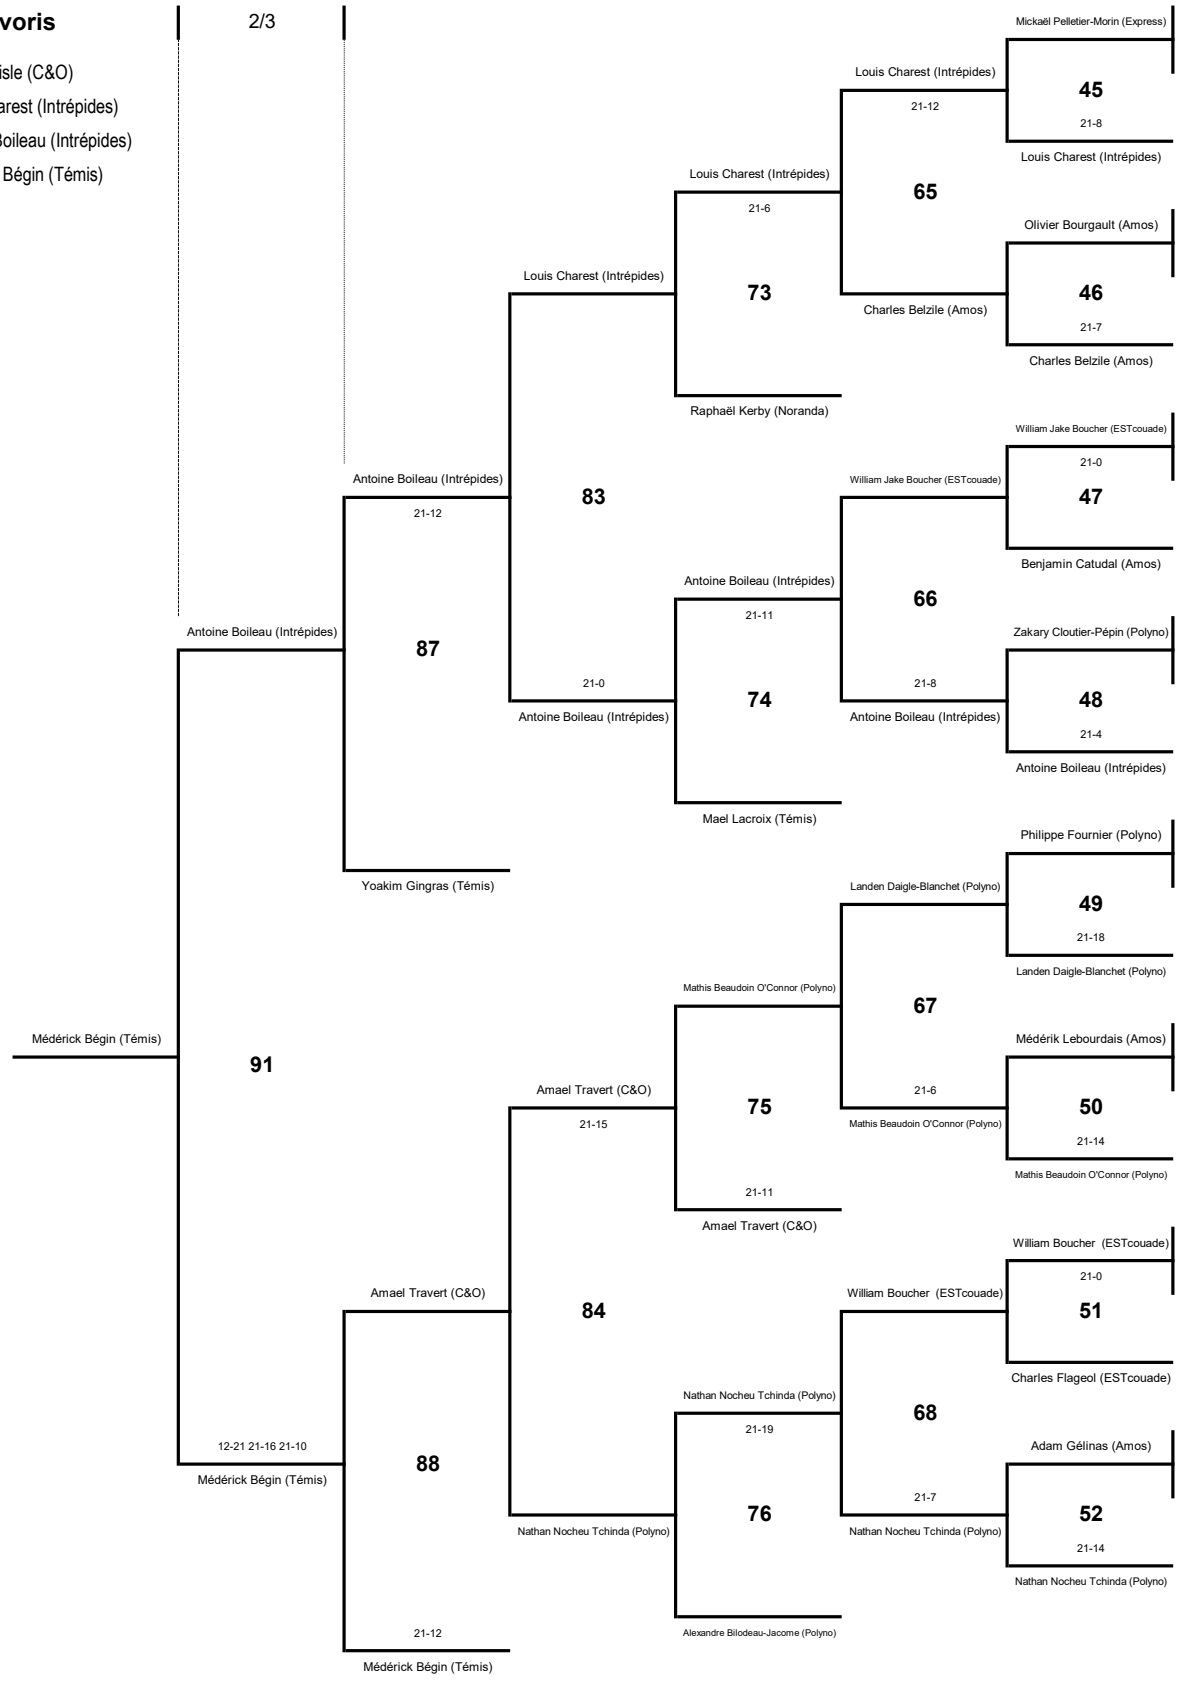 voris
2/3
isle (C&O)
arest (Intrépides)
Boileau (Intrépides)
Bégin (Témis)
Mickaël Pelletier-Morin (Express)
Louis Charest (Intrépides)
45
21-12
21-8
Louis Charest (Intrépides)
Louis Charest (Intrépides)
65
21-6
Olivier Bourgault (Amos)
Louis Charest (Intrépides)
73
46
Charles Belzile (Amos)
21-7
Charles Belzile (Amos)
Raphaël Kerby (Noranda)
William Jake Boucher (ESTcouade)
21-0
Antoine Boileau (Intrépides)
William Jake Boucher (ESTcouade)
83
47
21-12
Benjamin Catudal (Amos)
Antoine Boileau (Intrépides)
66
21-11
Antoine Boileau (Intrépides)
Zakary Cloutier-Pépin (Polyno)
87
21-0
21-8
74
48
Antoine Boileau (Intrépides)
Antoine Boileau (Intrépides)
21-4
Antoine Boileau (Intrépides)
Mael Lacroix (Témis)
Philippe Fournier (Polyno)
Yoakim Gingras (Témis)
Landen Daigle-Blanchet (Polyno)
49
21-18
Landen Daigle-Blanchet (Polyno)
Mathis Beaudoin O'Connor (Polyno)
67
Médérick Bégin (Témis)
Médérik Lebourdais (Amos)
91
Amael Travert (C&O)
21-6
75
50
21-15
Mathis Beaudoin O'Connor (Polyno)
21-14
Mathis Beaudoin O'Connor (Polyno)
21-11
Amael Travert (C&O)
William Boucher (ESTcouade)
21-0
Amael Travert (C&O)
William Boucher (ESTcouade)
84
51
Charles Flageol (ESTcouade)
Nathan Nocheu Tchinda (Polyno)
68
21-19
12-21 21-16 21-10
Adam Gélinas (Amos)
88
Médérick Bégin (Témis)
21-7
76
52
Nathan Nocheu Tchinda (Polyno)
Nathan Nocheu Tchinda (Polyno)
21-14
Nathan Nocheu Tchinda (Polyno)
21-12
Alexandre Bilodeau-Jacome (Polyno)
Médérick Bégin (Témis)